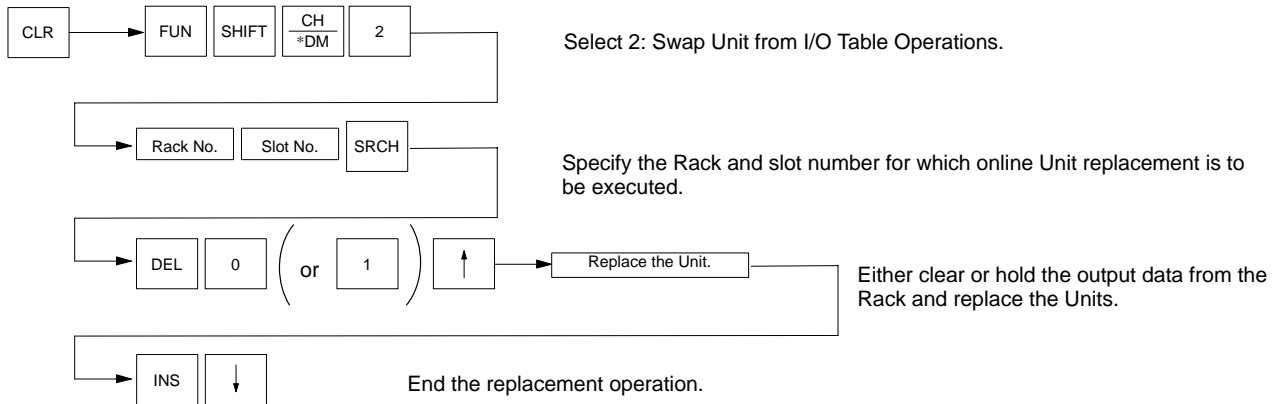 CLR FUN SHIFT CH
*DM 2
Select 2: Swap Unit from I/O Table Operations.
Rack No. Slot No. SRCH
Specify the Rack and slot number for which online Unit replacement is to
be executed.
DEL 0 ( or 1 ) ↑ Replace the Unit.
Either clear or hold the output data from the
Rack and replace the Units.
INS ↓
End the replacement operation.